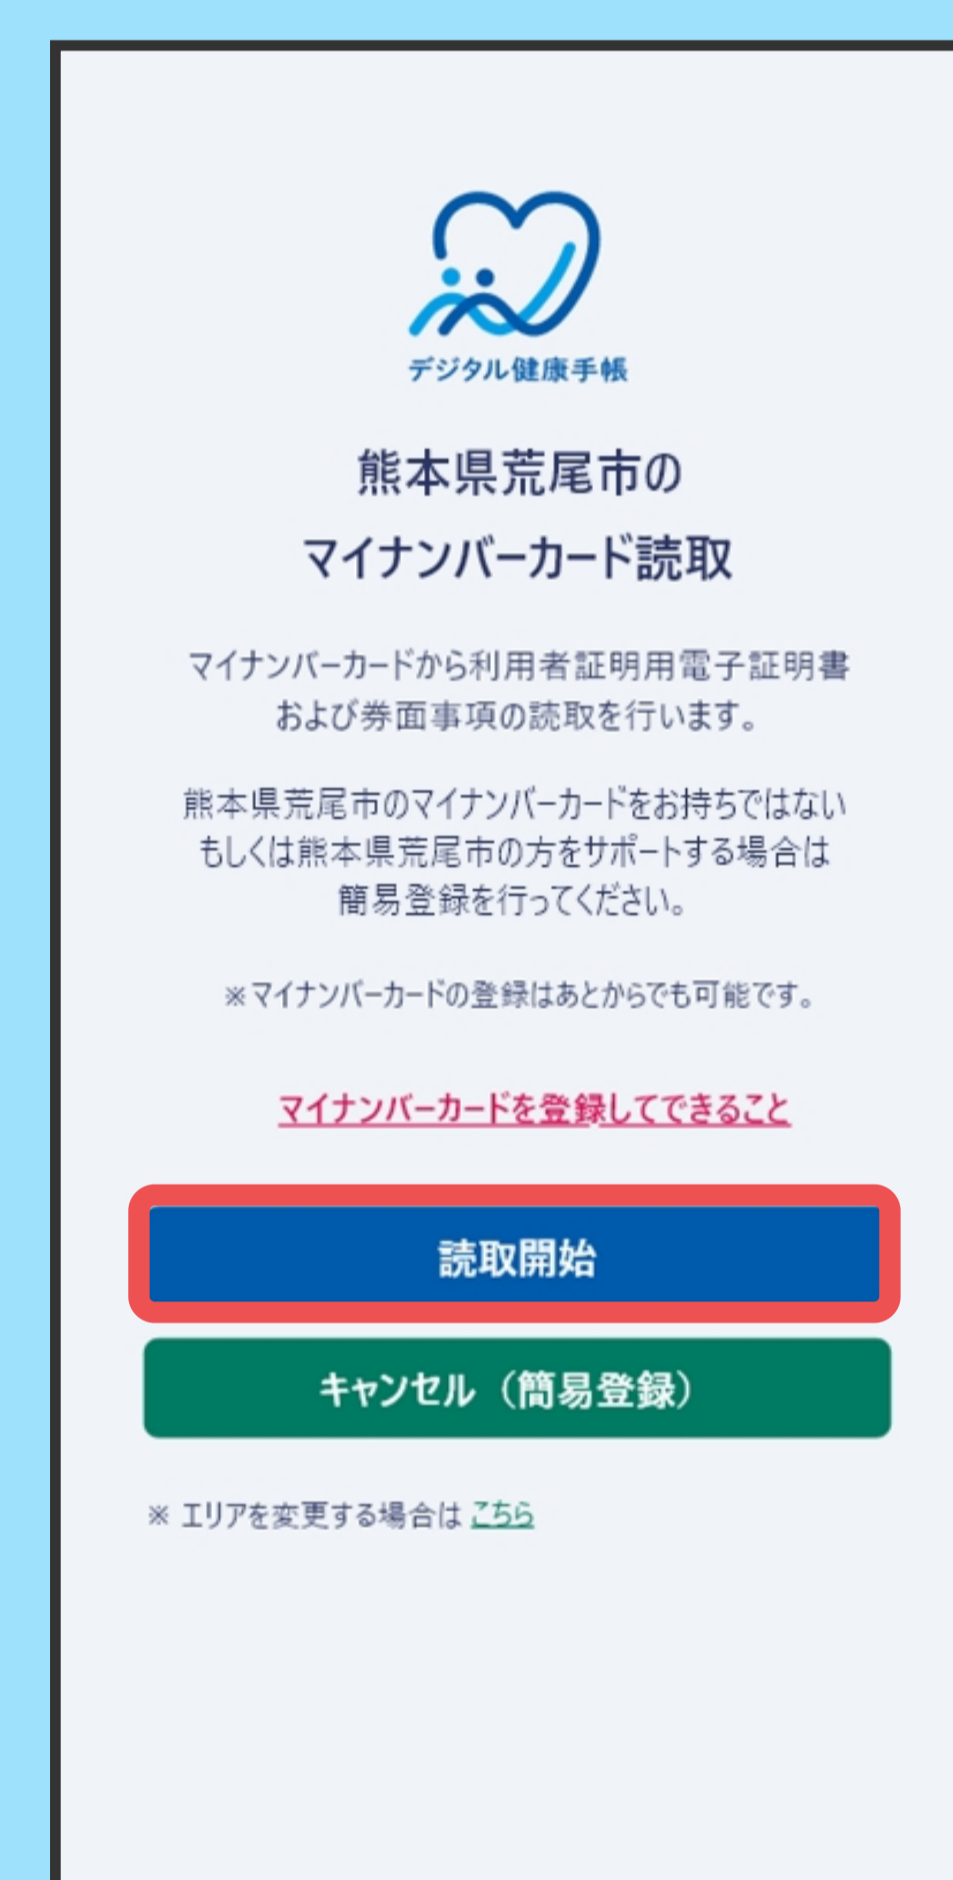 デジタル健康手帳
熊本県荒尾市の
マイナンバーカード読取
マイナンバーカードから利用者証明用電子証明書
および券面事項の読取を行います。
熊本県荒尾市のマイナンバーカードをお持ちではない
もしくは熊本県荒尾市の方をサポートする場合は
簡易登録を行ってください。
※マイナンバーカードの登録はあとからでも可能です。
マイナンバーカードを登録してできること
読取開始
キャンセル（簡易登録）
※ エリアを変更する場合は こちら